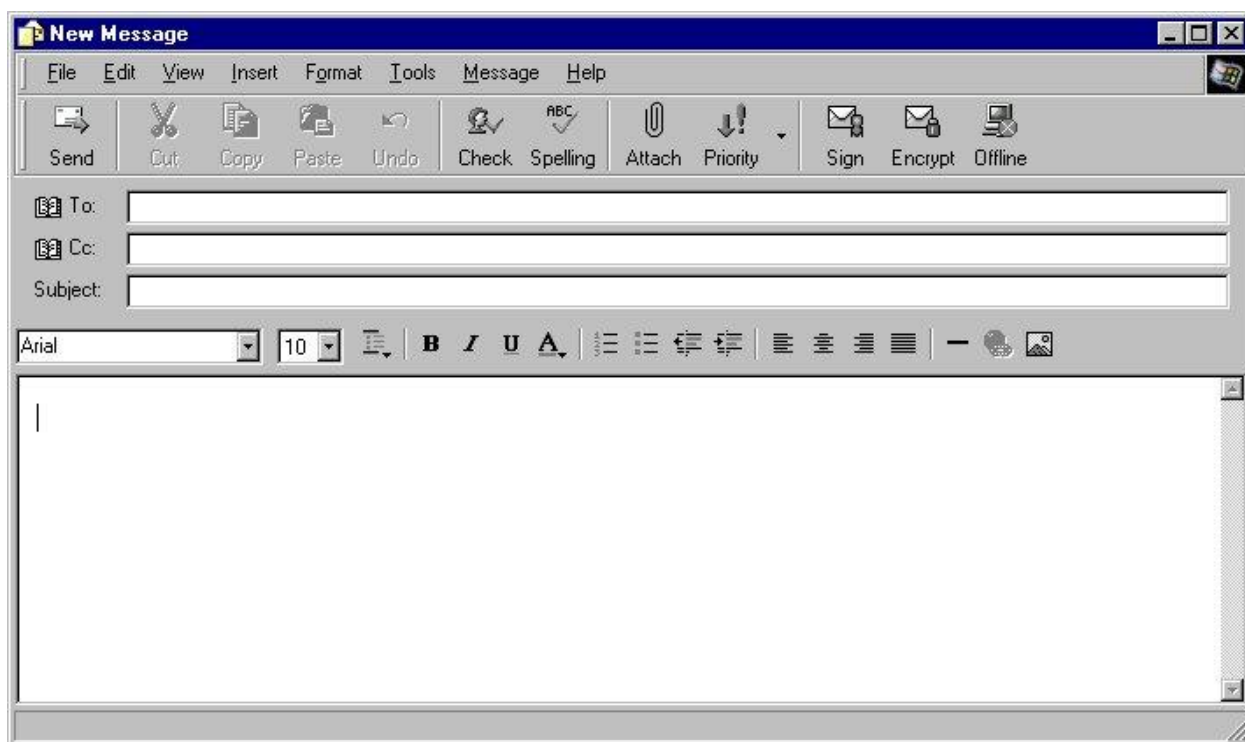 New Message
File Edit View Insert Format Tools Message Help
ABC
Send Cut Copy Paste Undo Check Spelling Attach Priority Sign Encrypt Offline
To:
Cc:
Subject:
Arial 10 B I U A